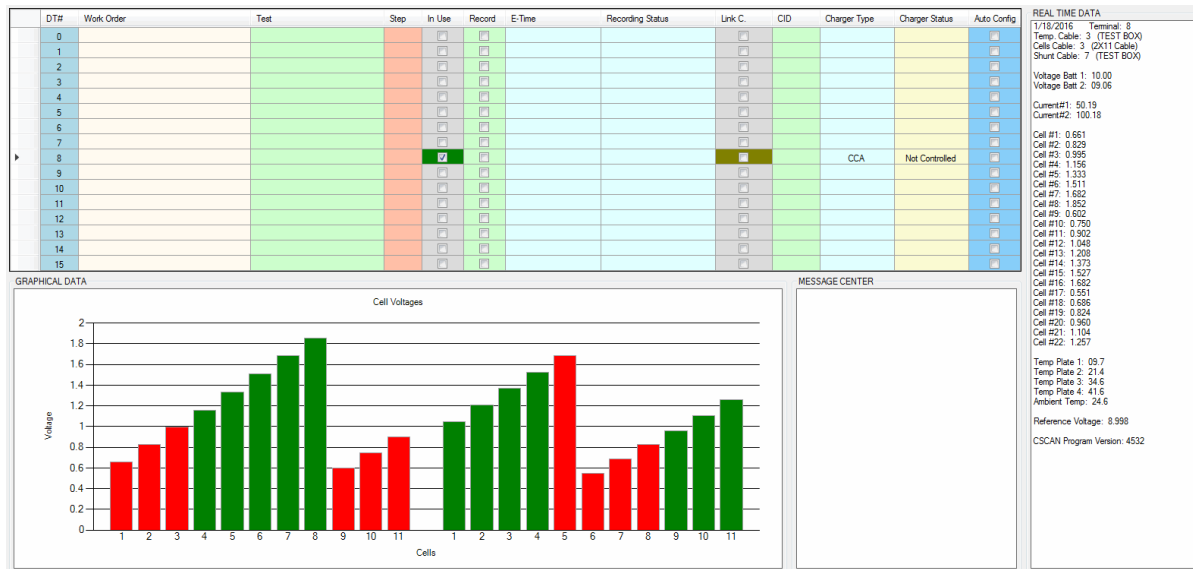 DT# Work Order Test Step In Use Record E-Time Recording Status Link C. CID Charger Type Charger Status Auto Config
0
1
2
3
4
5
6
7
8 CCA Not Controlled
9
10
11
12
13
14
15
GRAPHICAL DATA
Cell Voltages
2
1.8
1.6
1.4
1.2
1
0.8
0.6
0.4
0.2
0
Voltage
1 2 3 4 5 6 7 8 9 10 11 1 2 3 4 5 6 7 8 9 10 11
Cells
MESSAGE CENTER
REAL TIME DATA
1/18/2016 Terminal: 8
Temp. Cable: 3 (TEST BOX)
Cells Cable: 3 (2X11 Cable)
Shunt Cable: 7 (TEST BOX)
Voltage Batt 1: 10.00
Voltage Batt 2: 09.06
Current#1: 50.19
Current#2: 100.18
Cell #1: 0.661
Cell #2: 0.829
Cell #3: 0.995
Cell #4: 1.156
Cell #5: 1.333
Cell #6: 1.511
Cell #7: 1.682
Cell #8: 1.852
Cell #9: 0.602
Cell #10: 0.750
Cell #11: 0.902
Cell #12: 1.048
Cell #13: 1.208
Cell #14: 1.373
Cell #15: 1.527
Cell #16: 1.682
Cell #17: 0.551
Cell #18: 0.686
Cell #19: 0.824
Cell #20: 0.960
Cell #21: 1.104
Cell #22: 1.257
Temp Plate 1: 09.7
Temp Plate 2: 21.4
Temp Plate 3: 34.6
Temp Plate 4: 41.6
Ambient Temp: 24.6
Reference Voltage: 8.998
CSCAN Program Version: 4532